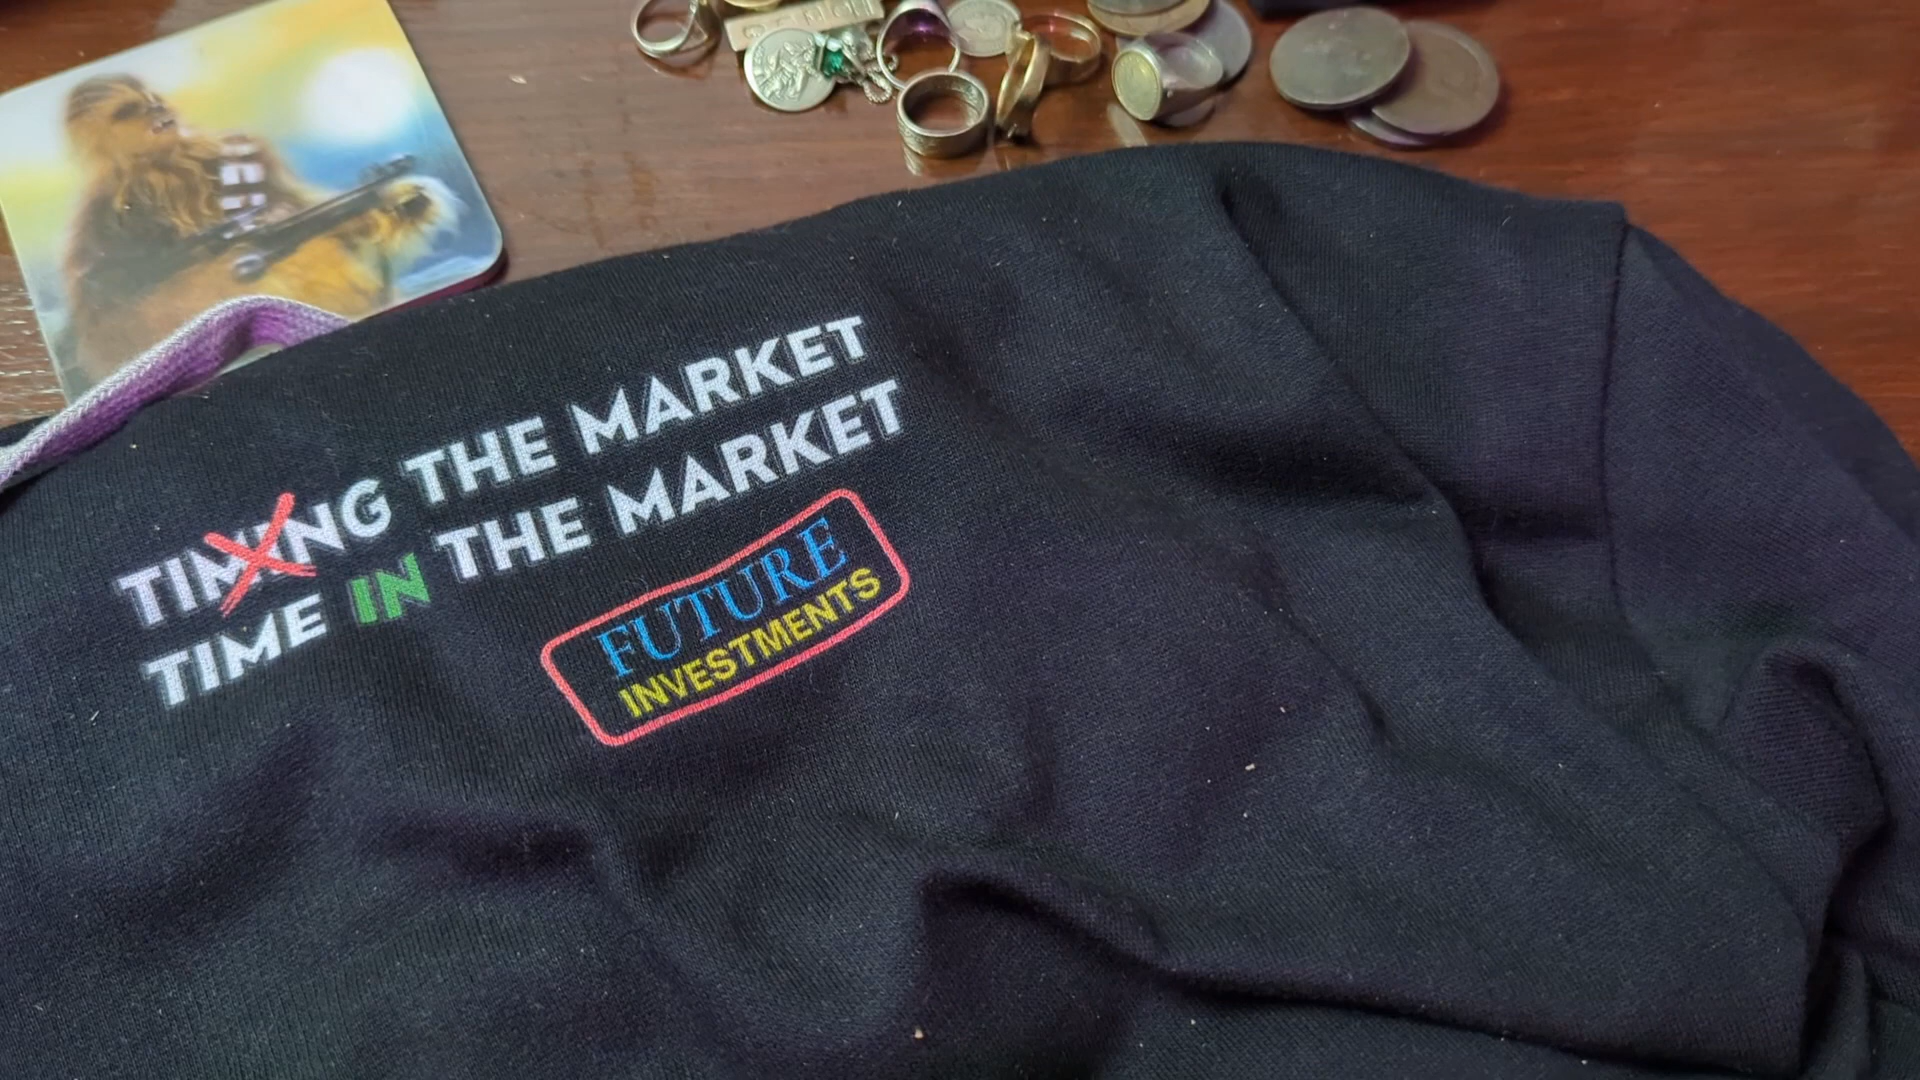 TIMING THE MARKET
TIME IN THE MARKET
FUTURE
INVESTMENTS